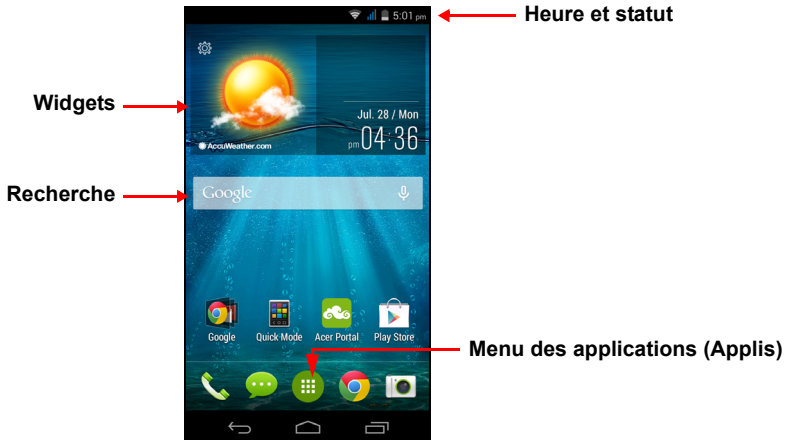 5:01 pm
Heure et statut
Widgets
AccuWeather.com
Jul. 28 / Mon
pm 04:36
Recherche
Google
Google
Quick Mode
Acer Portal
Play Store
Menu des applications (Applis)